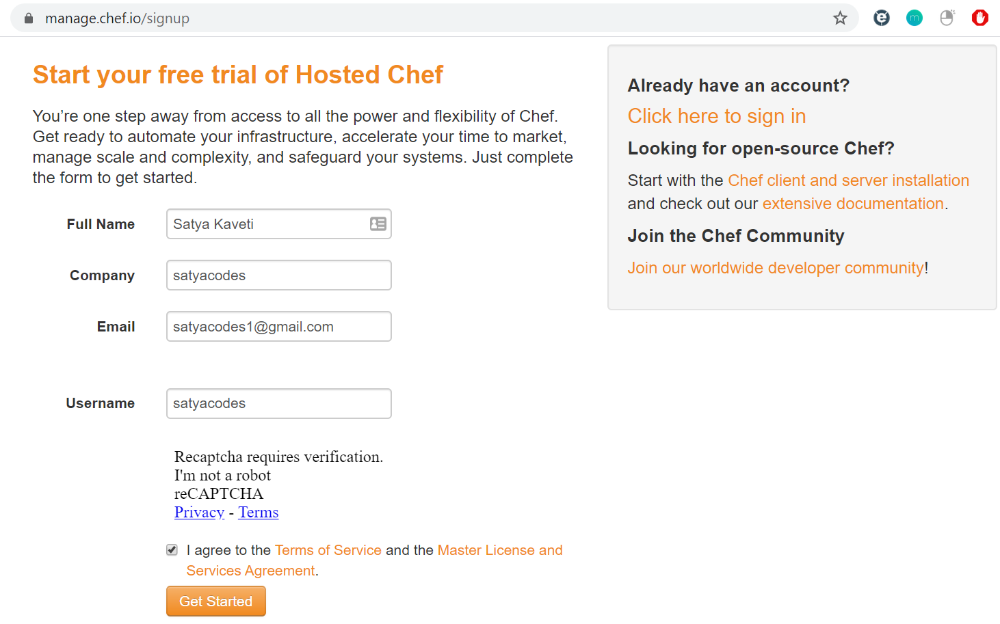 manage.chef.io/signup
Start your free trial of Hosted Chef
You’re one step away from access to all the power and flexibility of Chef.
Get ready to automate your infrastructure, accelerate your time to market,
manage scale and complexity, and safeguard your systems. Just complete
the form to get started.
Full Name
Satya Kaveti
Company
satyacodes
Email
satyacodes1@gmail.com
Username
satyacodes
Recaptcha requires verification.
I'm not a robot
reCAPTCHA
Privacy - Terms
I agree to the Terms of Service and the Master License and
Services Agreement.
Get Started
Already have an account?
Click here to sign in
Looking for open-source Chef?
Start with the Chef client and server installation
and check out our extensive documentation.
Join the Chef Community
Join our worldwide developer community!